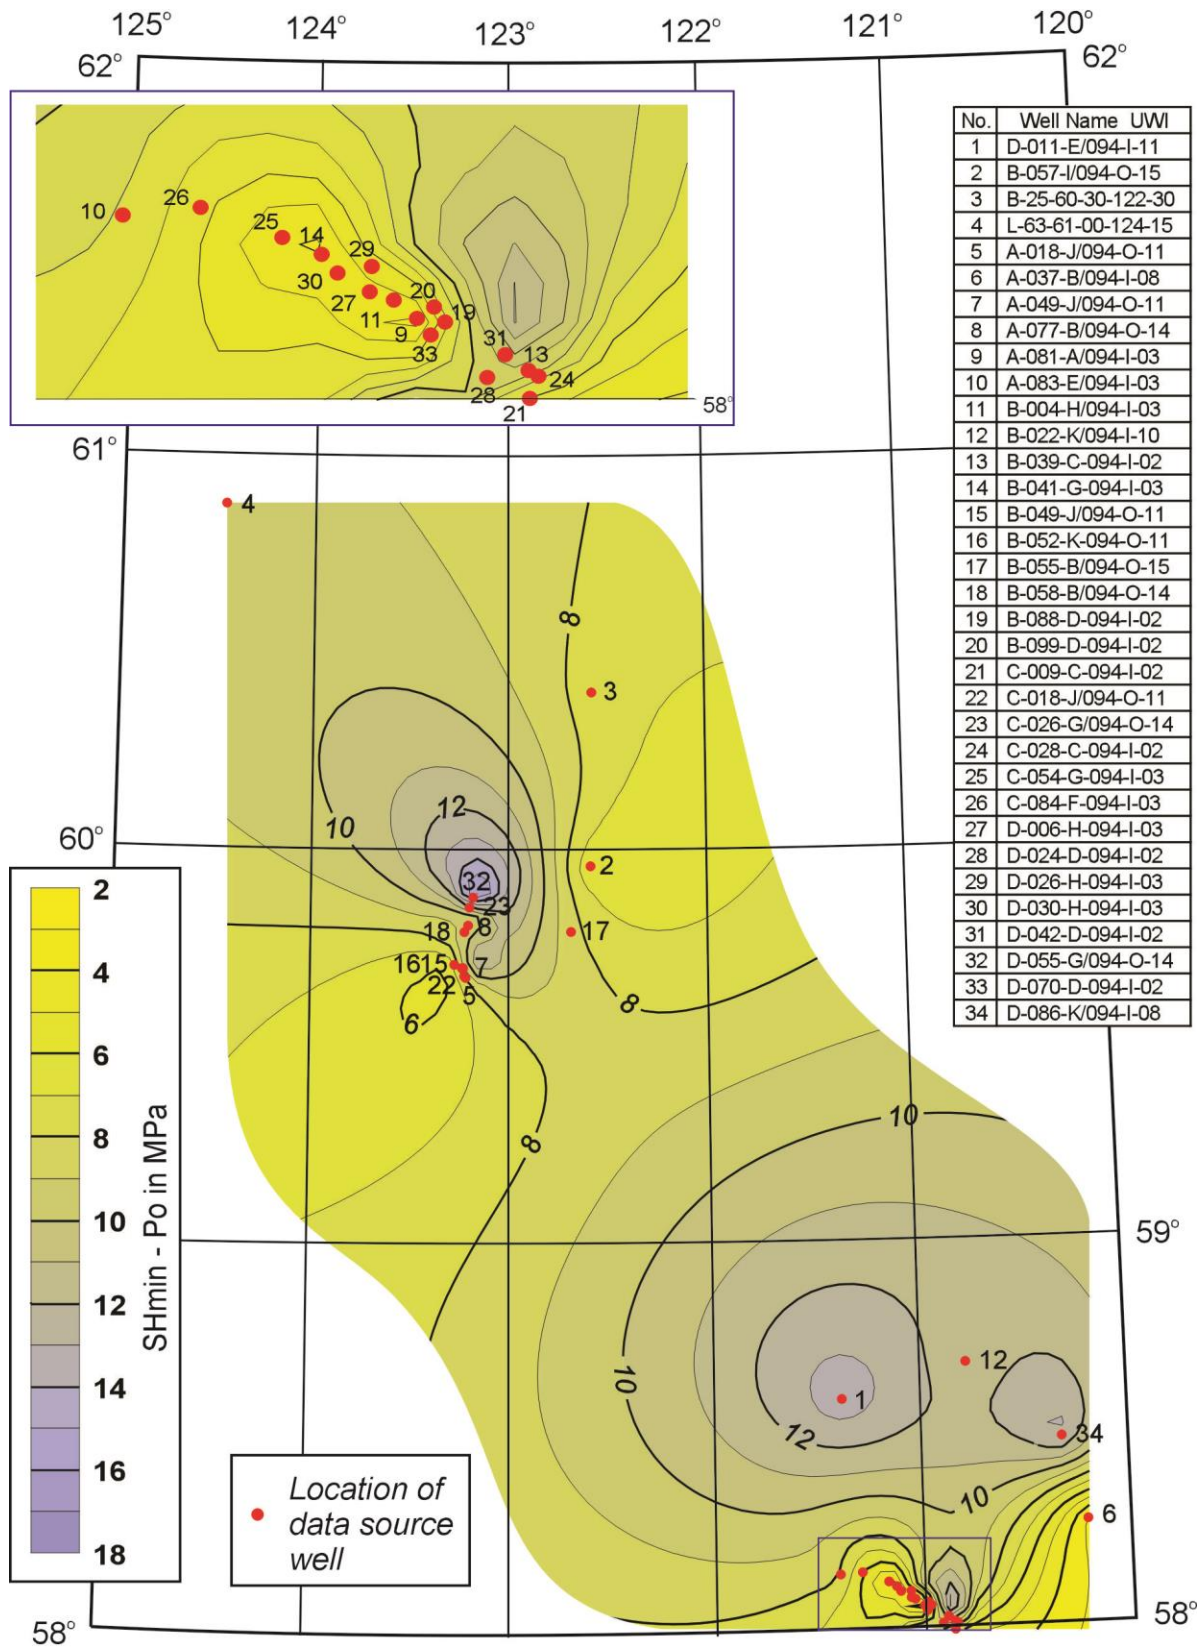 125° 124° 123° 122° 121° 120°
62° 62°
10 26 25 14 29 30 27 20 11 19 9 33 31 13 28 24 21 58°
No. Well Name UWI
1 D-011-E/094-I-11
2 B-057-I/094-O-15
3 B-25-60-30-122-30
4 L-63-61-00-124-15
5 A-018-J/094-O-11
6 A-037-B/094-I-08
7 A-049-J/094-O-11
8 A-077-B/094-O-14
9 A-081-A/094-I-03
10 A-083-E/094-I-03
11 B-004-H/094-I-03
12 B-022-K/094-I-10
13 B-039-C-094-I-02
14 B-041-G-094-I-03
15 B-049-J/094-O-11
16 B-052-K-094-O-11
17 B-055-B/094-O-15
18 B-058-B/094-O-14
19 B-088-D-094-I-02
20 B-099-D-094-I-02
21 C-009-C-094-I-02
22 C-018-J/094-O-11
23 C-026-G/094-O-14
24 C-028-C-094-I-02
25 C-054-G-094-I-03
26 C-084-F-094-I-03
27 D-006-H-094-I-03
28 D-024-D-094-I-02
29 D-026-H-094-I-03
30 D-030-H-094-I-03
31 D-042-D-094-I-02
32 D-055-G/094-O-14
33 D-070-D-094-I-02
34 D-086-K/094-I-08
61°
4
8
3
12
10
60°
2
32
23
18 8 17
16 15 7
22 5
6 8
8
10
59°
12
10 1
12 34
10 6
2
4
6
8
10
12
14
16
18
SHmin - Po in MPa
Location of
data source
well
58° 58°